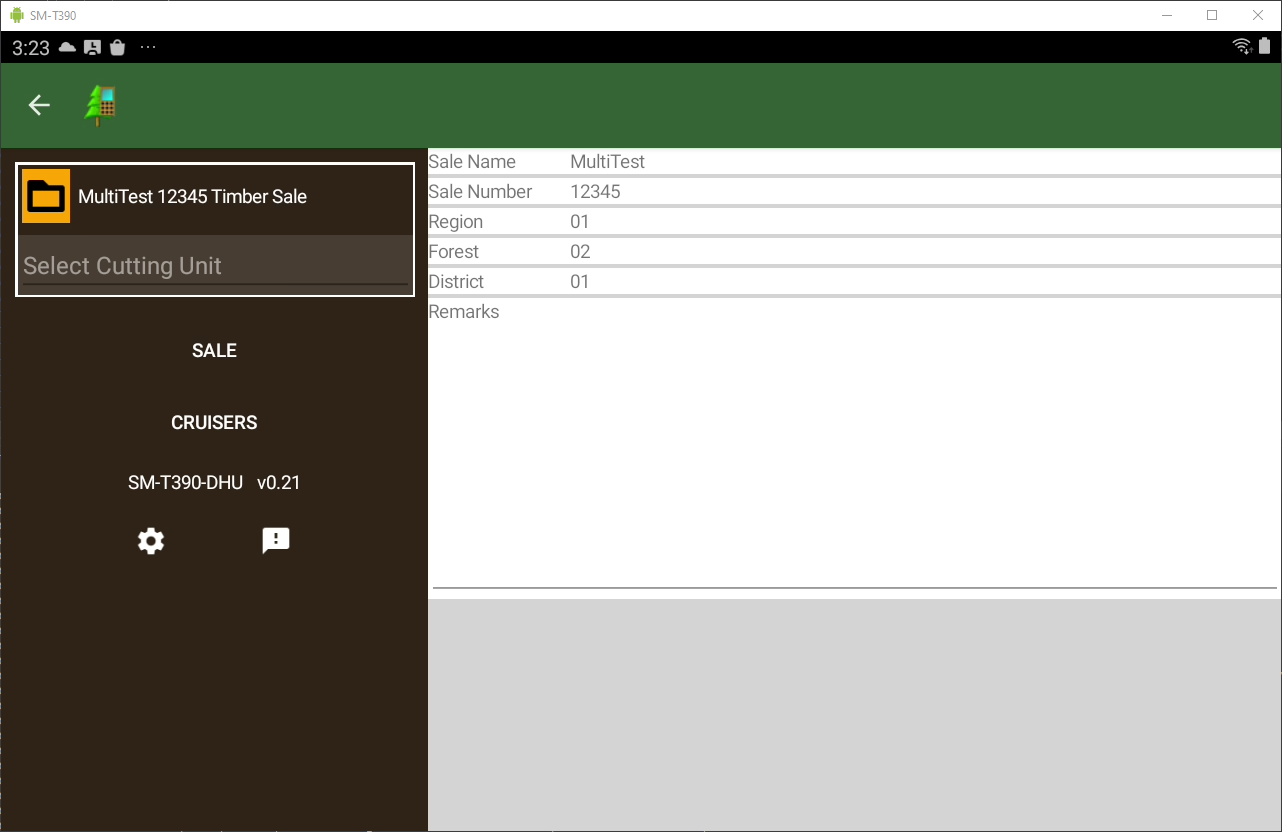 SM-T390
3:23
MultiTest 12345 Timber Sale
Select Cutting Unit
SALE
CRUISERS
SM-T390-DHU v0.21
Sale Name MultiTest
Sale Number 12345
Region 01
Forest 02
District 01
Remarks